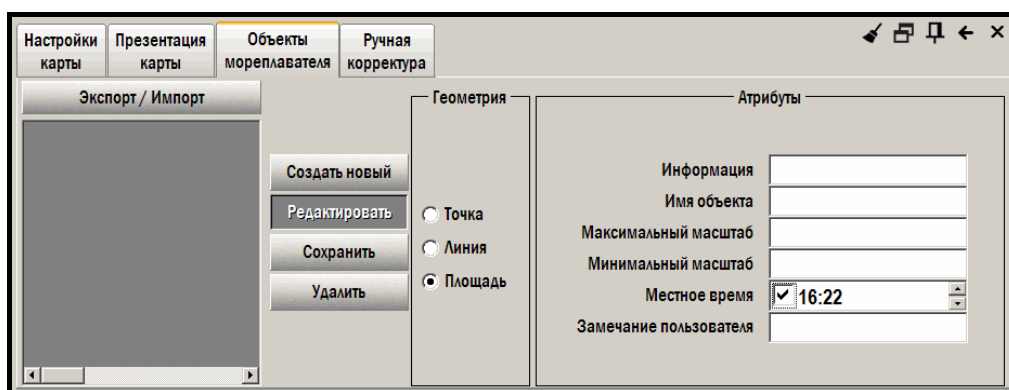 Настройки карты
Презентация карты
Объекты мореплавателя
Ручная корректура
Экспорт / Импорт
Создать новый
Редактировать
Сохранить
Удалить
Геометрия
Точка
Линия
Площадь
Атрибуты
Информация
Имя объекта
Максимальный масштаб
Минимальный масштаб
Местное время
16:22
Замечание пользователя